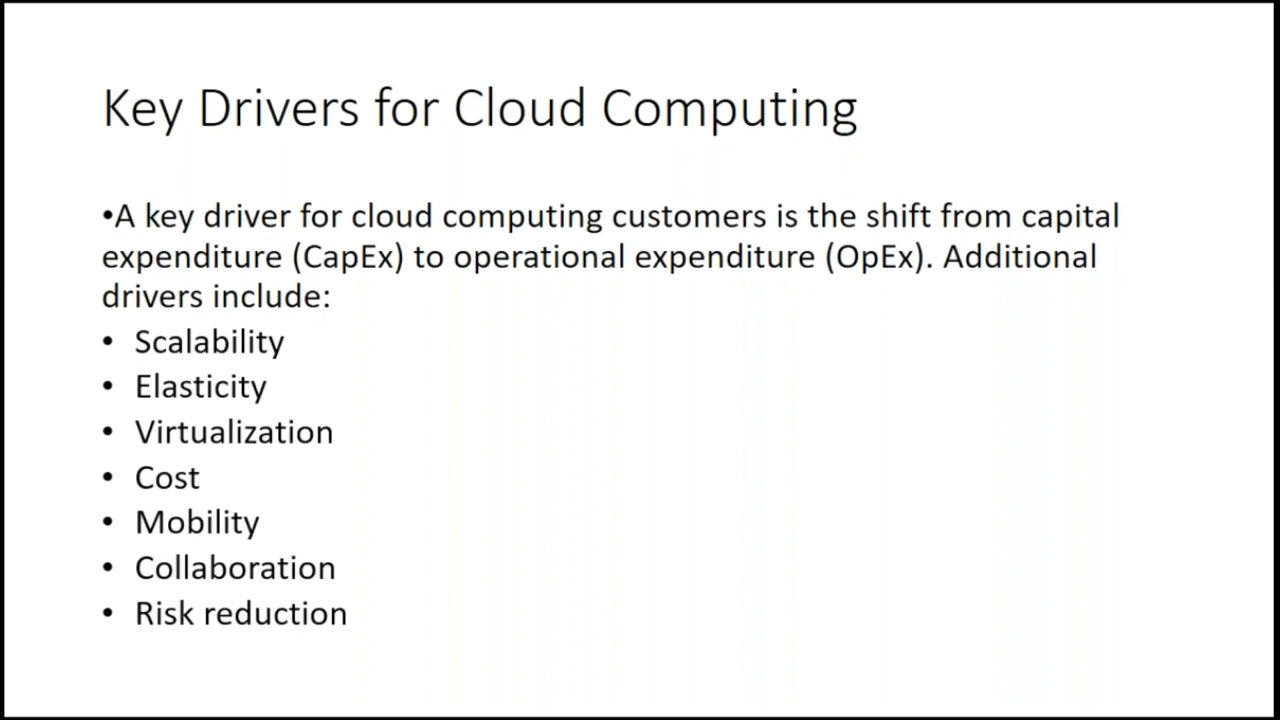 Key Drivers for Cloud Computing
•A key driver for cloud computing customers is the shift from capital
expenditure (CapEx) to operational expenditure (OpEx). Additional
drivers include:
• Scalability
• Elasticity
• Virtualization
• Cost
• Mobility
• Collaboration
• Risk reduction